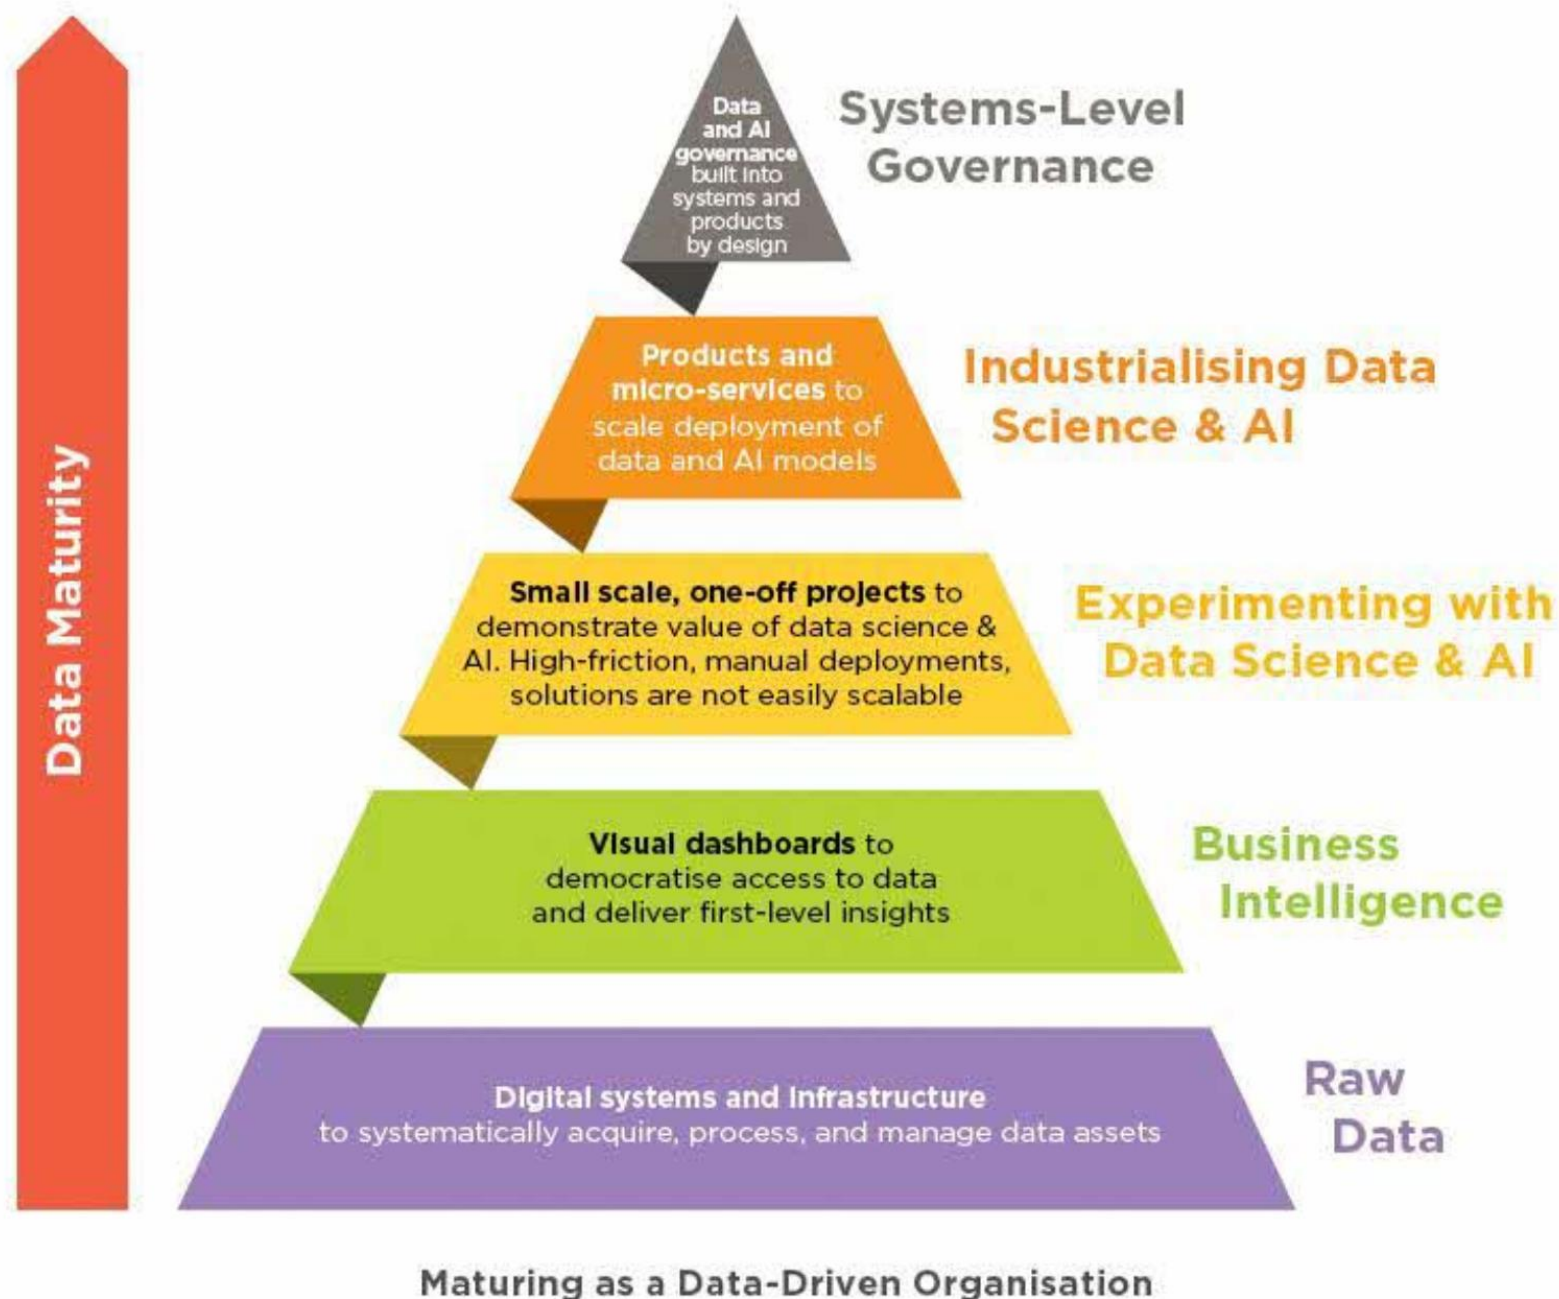 Data Maturity
Data
and AI
governance
built into
systems and
products
by design
Systems-Level
Governance
Products and
micro-services to
scale deployment of
data and AI models
Industrialising Data
Science & AI
Small scale, one-off projects to
demonstrate value of data science &
AI. High-friction, manual deployments,
solutions are not easily scalable
Experimenting with
Data Science & AI
Visual dashboards to
democratise access to data
and deliver first-level insights
Business
Intelligence
Digital systems and infrastructure
to systematically acquire, process, and manage data assets
Raw
Data
Maturing as a Data-Driven Organisation